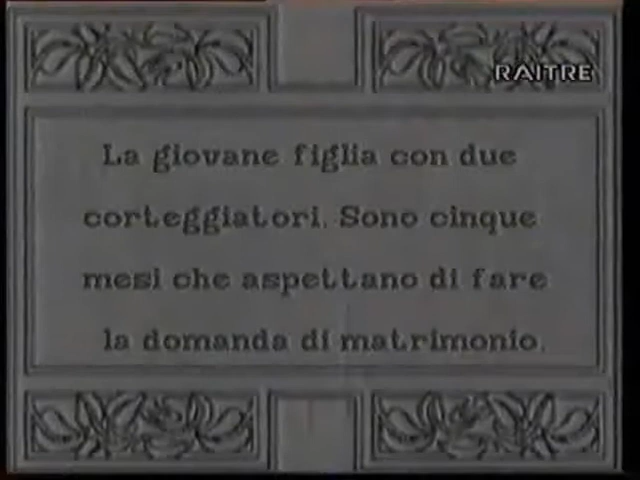 RAITRE
La giovane figlia con due
corteggiatori. Sono cinque
mesi che aspettano di fare
la domanda di matrimonio.